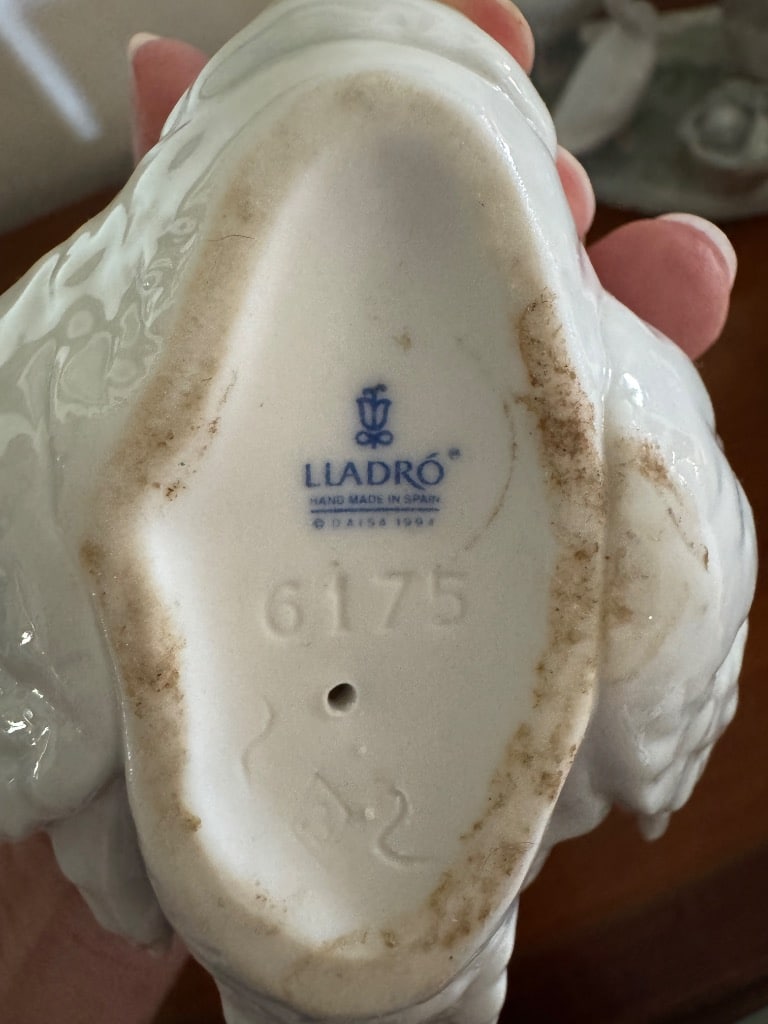 LLADRÓ®
HAND MADE IN SPAIN
© DAISA 1994
6175